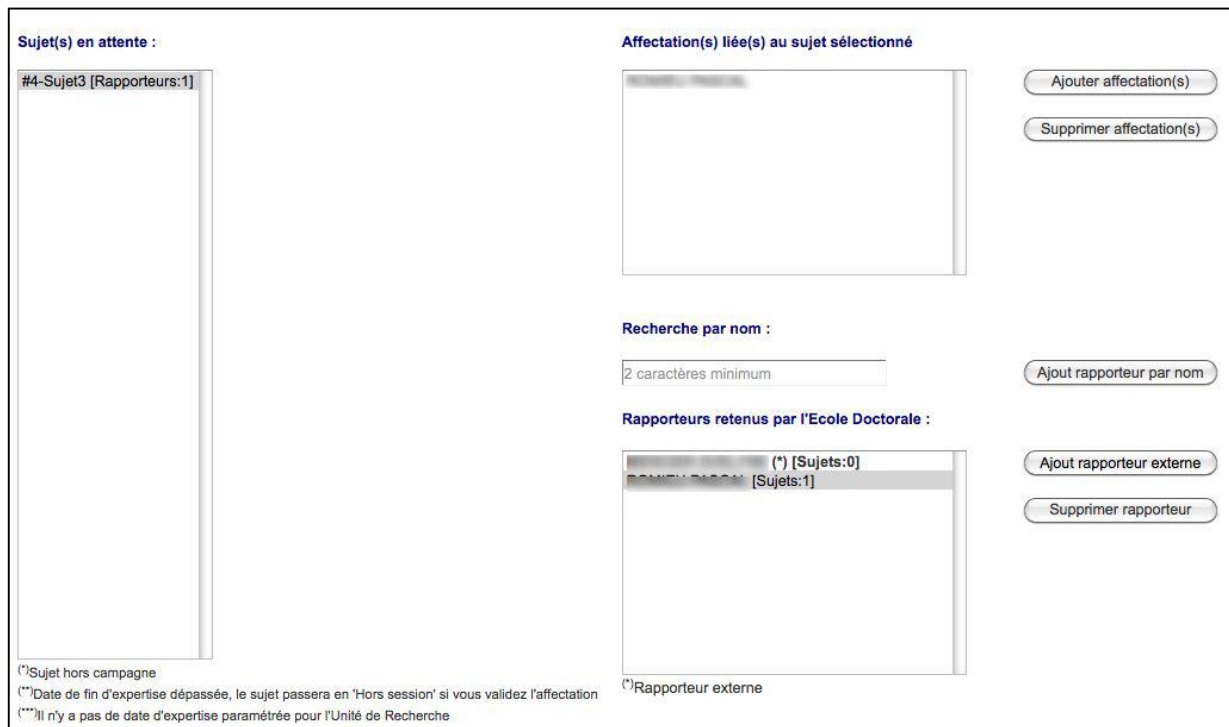 Sujet(s) en attente :
#4-Sujet3 [Rapporteurs:1]
(*)Sujet hors campagne
(**)Date de fin d'expertise dépassée, le sujet passera en 'Hors session' si vous validez l'affectation
(***)Il n'y a pas de date d'expertise paramétrée pour l'Unité de Recherche
Affectation(s) liée(s) au sujet sélectionné
Ajouter affectation(s)
Supprimer affectation(s)
Recherche par nom :
2 caractères minimum
Ajout rapporteur par nom
Rapporteurs retenus par l'Ecole Doctorale :
(*) [Sujets:0]
[Sujets:1]
Ajout rapporteur externe
Supprimer rapporteur
(*)Rapporteur externe